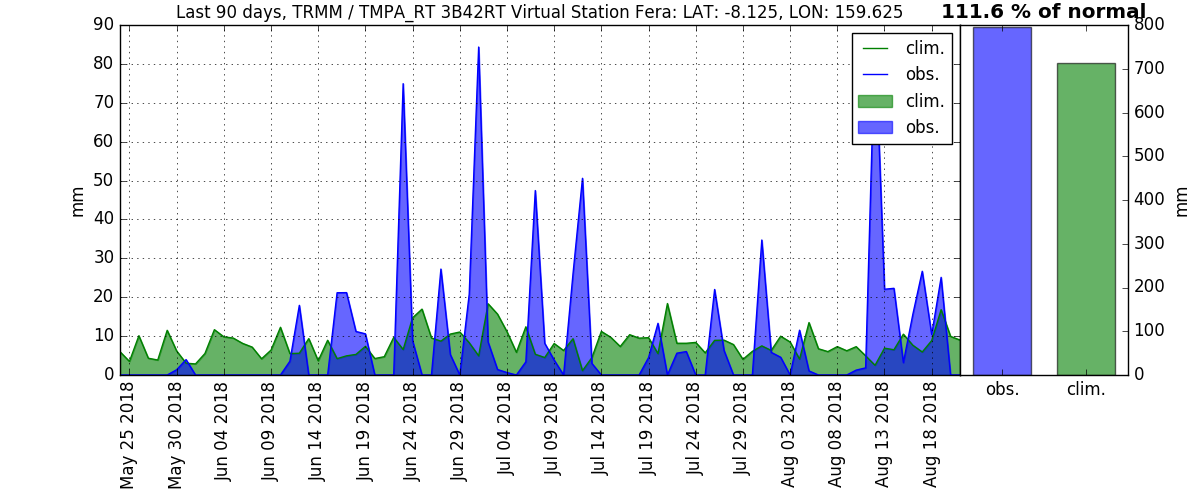 Last 90 days, TRMM / TMPA_RT 3B42RT Virtual Station Fera: LAT: -8.125, LON: 159.625
111.6 % of normal
mm
90
80
70
60
50
40
30
20
10
0
clim.
obs.
clim.
obs.
May 25 2018
May 30 2018
Jun 04 2018
Jun 09 2018
Jun 14 2018
Jun 19 2018
Jun 24 2018
Jun 29 2018
Jul 04 2018
Jul 09 2018
Jul 14 2018
Jul 19 2018
Jul 24 2018
Jul 29 2018
Aug 03 2018
Aug 08 2018
Aug 13 2018
Aug 18 2018
800
700
600
500
400
300
200
100
0
mm
obs.
clim.